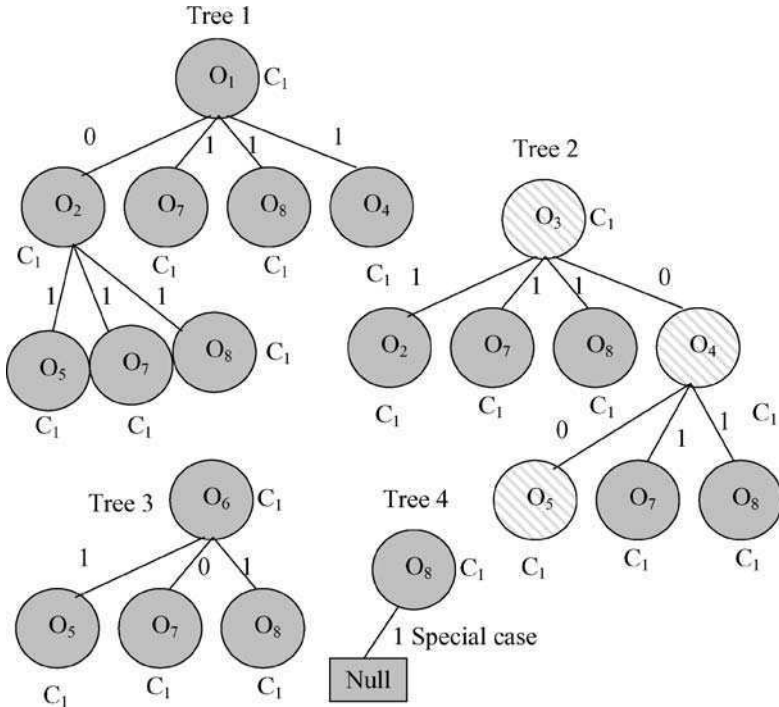 Tree 1
O1 C1
0 1 1 1
O2 O7 O8 O4
C1 C1 C1 C1
1 1 1
O5 O7 O8 C1
C1 C1
Tree 2
O3 C1
1 1 1 0
O2 O7 O8 O4
C1 C1 C1
0 1 1
O5 O7 O8
C1 C1 C1
Tree 3
O6 C1
1 0 1
O5 O7 O8
C1 C1 C1
Tree 4
O8 C1
1 Special case
Null